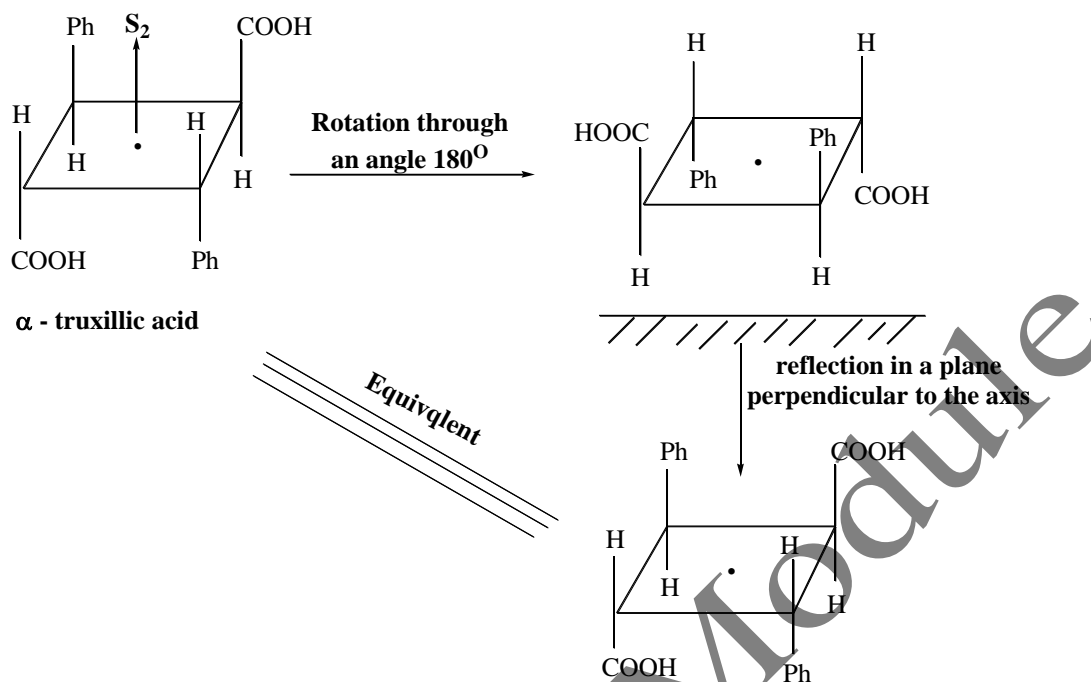 Ph
S2
COOH
H
H
H
H
COOH
Ph
α - truxillic acid
Rotation through
an angle 180O
H
H
HOOC
Ph
Ph
COOH
H
H
reflection in a plane
perpendicular to the axis
Equivqlent
Ph
COOH
H
H
H
H
COOH
Ph
Module